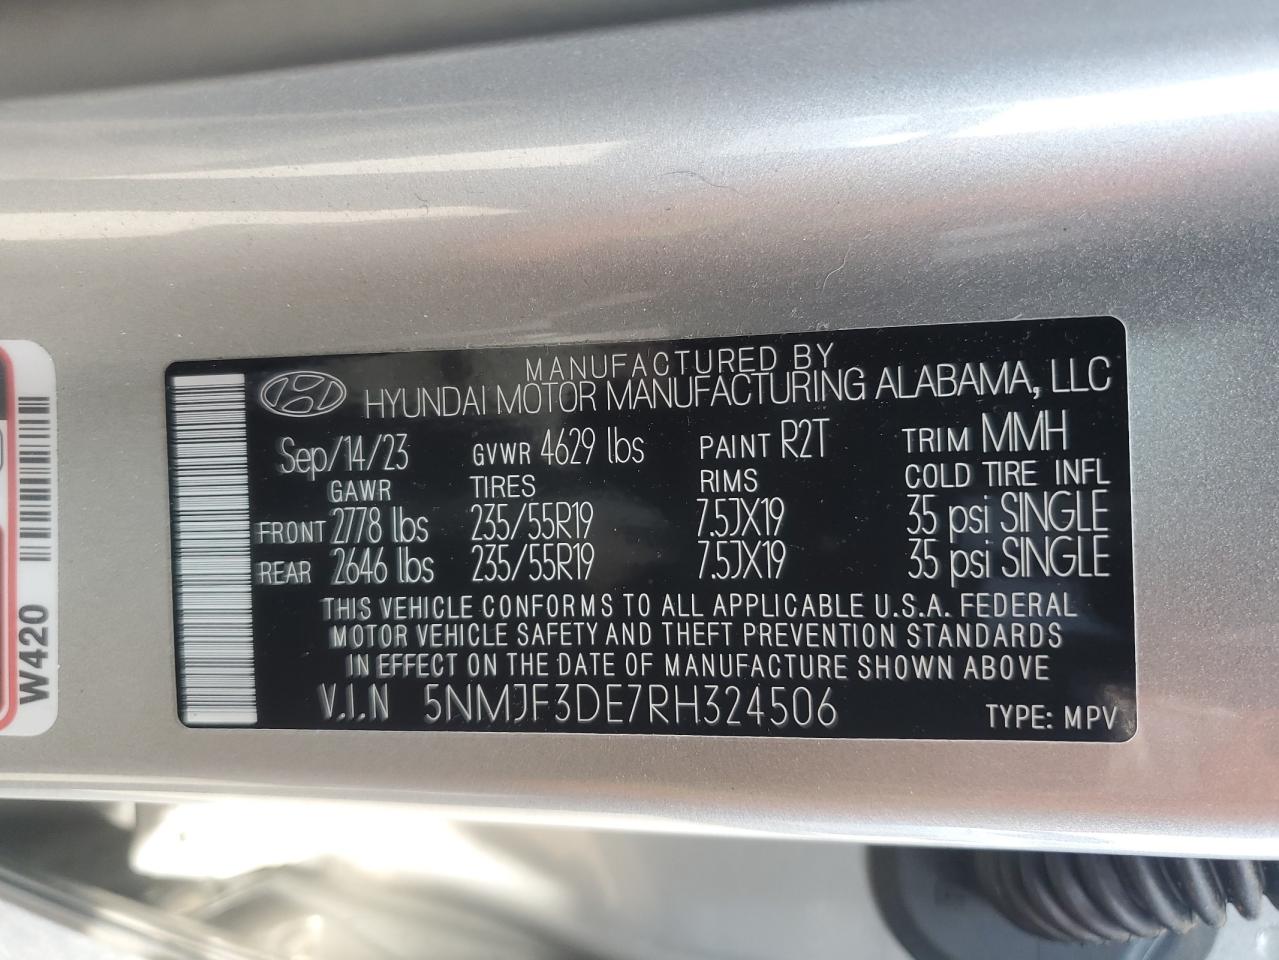 MANUFACTURED BY
HYUNDAI MOTOR MANUFACTURING ALABAMA, LLC
Sep/14/23 GVWR 4629 lbs PAINT R2T TRIM MMH
GAWR TIRES RIMS COLD TIRE INFL
FRONT 2778 lbs 235/55R19 7.5JX19 35 psi SINGLE
REAR 2646 lbs 235/55R19 7.5JX19 35 psi SINGLE
THIS VEHICLE CONFORMS TO ALL APPLICABLE U.S.A. FEDERAL
MOTOR VEHICLE SAFETY AND THEFT PREVENTION STANDARDS
IN EFFECT ON THE DATE OF MANUFACTURE SHOWN ABOVE
V.I.N 5NMJF3DE7RH324506 TYPE: MPV
W420